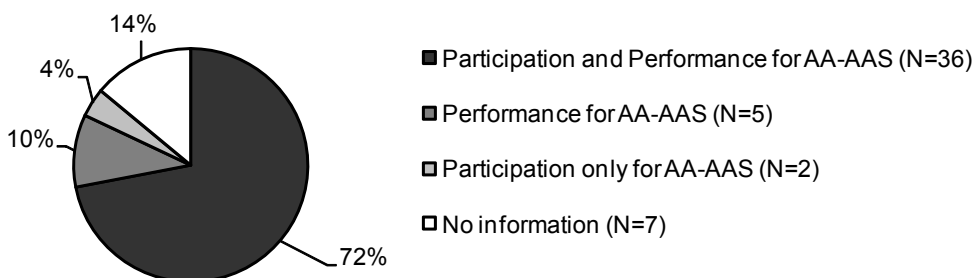 14%
4%
10%
72%
Participation and Performance for AA-AAS (N=36)
Performance for AA-AAS (N=5)
Participation only for AA-AAS (N=2)
No information (N=7)